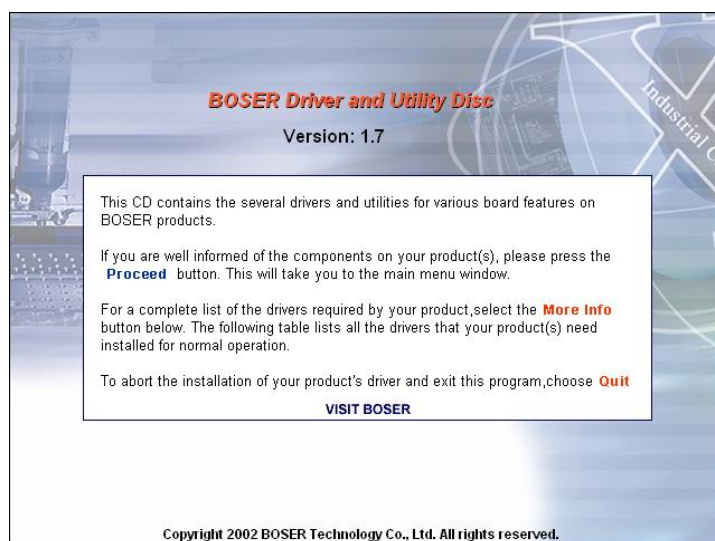 BOSER Driver and Utility Disc
Version: 1.7
Industrial
This CD contains the several drivers and utilities for various board features on
BOSER products.
If you are well informed of the components on your product(s), please press the
Proceed button. This will take you to the main menu window.
For a complete list of the drivers required by your product,select the More Info
button below. The following table lists all the drivers that your product(s) need
installed for normal operation.
To abort the installation of your product's driver and exit this program,choose Quit
VISIT BOSER
Copyright 2002 BOSER Technology Co., Ltd. All rights reserved.